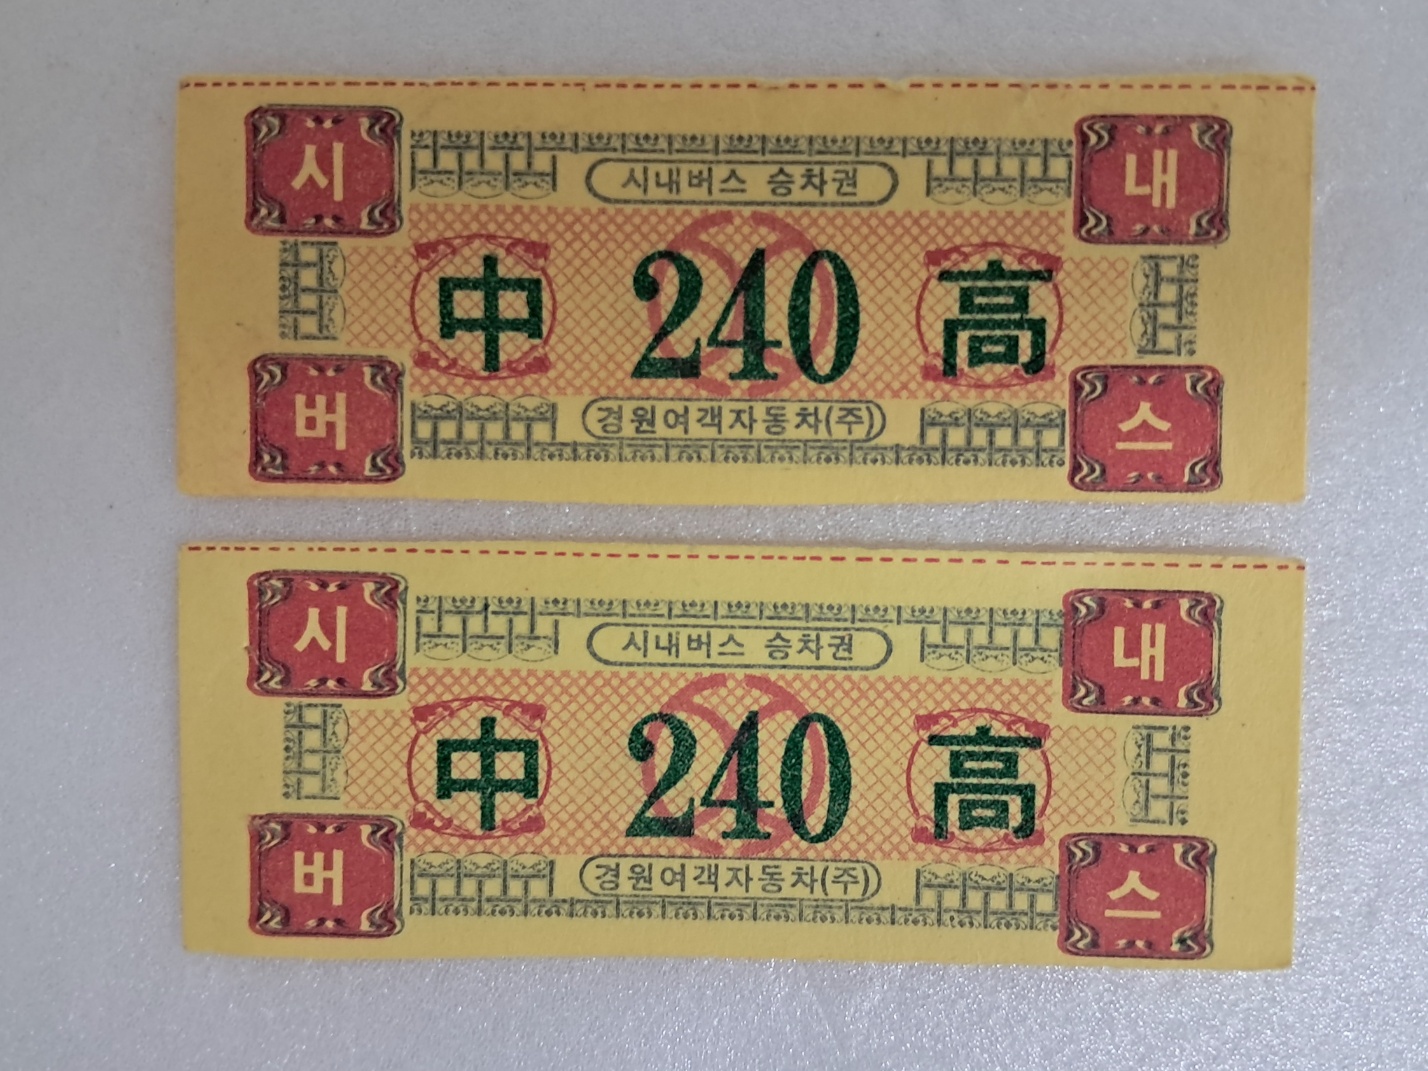 시 내
시내버스 승차권
中 240 高
경원여객자동차(주)
버 스
시 내
시내버스 승차권
中 240 高
경원여객자동차(주)
버 스